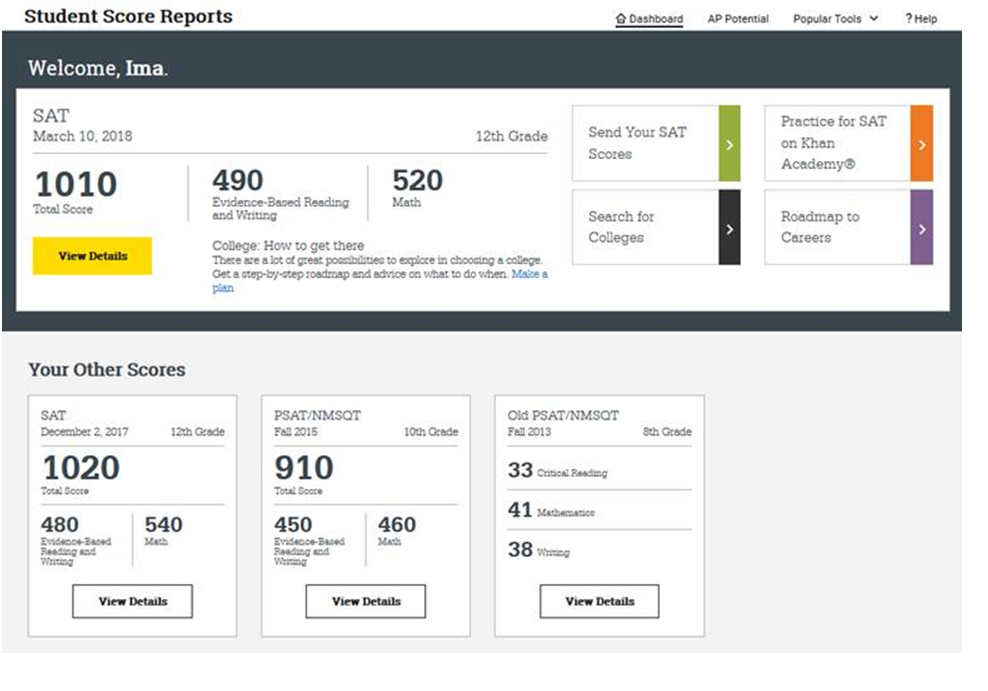 Student Score Reports
Dashboard AP Potential Popular Tools ? Help
Welcome, Ima.
SAT
March 10, 2018 12th Grade
1010
Total Score
490
Evidence-Based Reading
and Writing
520
Math
View Details
College: How to get there
There are a lot of great possibilities to explore in choosing a college.
Get a step-by-step roadmap and advice on what to do when. Make a
plan
Send Your SAT
Scores
Practice for SAT
on Khan
Academy®
Search for
Colleges
Roadmap to
Careers
Your Other Scores
SAT
December 2, 2017 12th Grade
1020
Total Score
480
Evidence-Based
Reading and
Writing
540
Math
View Details
PSAT/NMSQT
Fall 2015 10th Grade
910
Total Score
450
Evidence-Based
Reading and
Writing
460
Math
View Details
Old PSAT/NMSQT
Fall 2013 8th Grade
33 Critical Reading
41 Mathematics
38 Writing
View Details